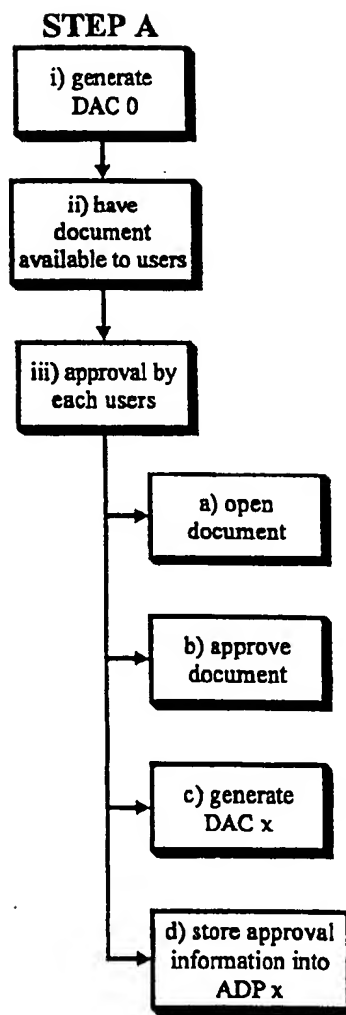 STEP A
i) generate
DAC 0
ii) have
document
available to users
iii) approval by
each users
a) open
document
b) approve
document
c) generate
DAC x
d) store approval
information into
ADP x